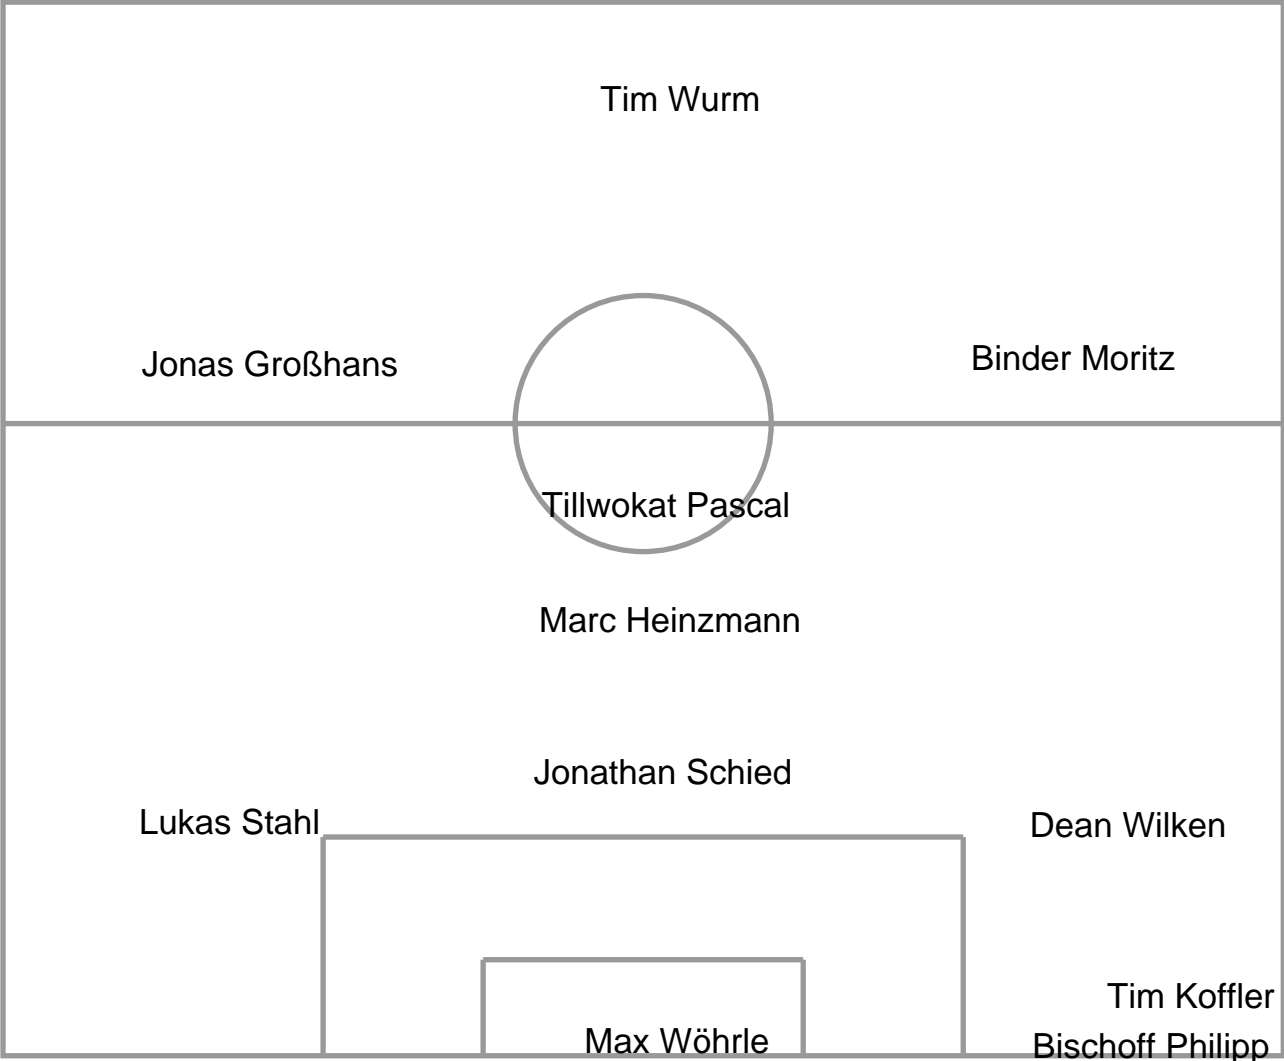 Tim Wurm
Jonas Großhans
Binder Moritz
Tillwokat Pascal
Marc Heinzmann
Jonathan Schied
Lukas Stahl
Dean Wilken
Tim Koffler
Max Wöhrle
Bischoff Philipp